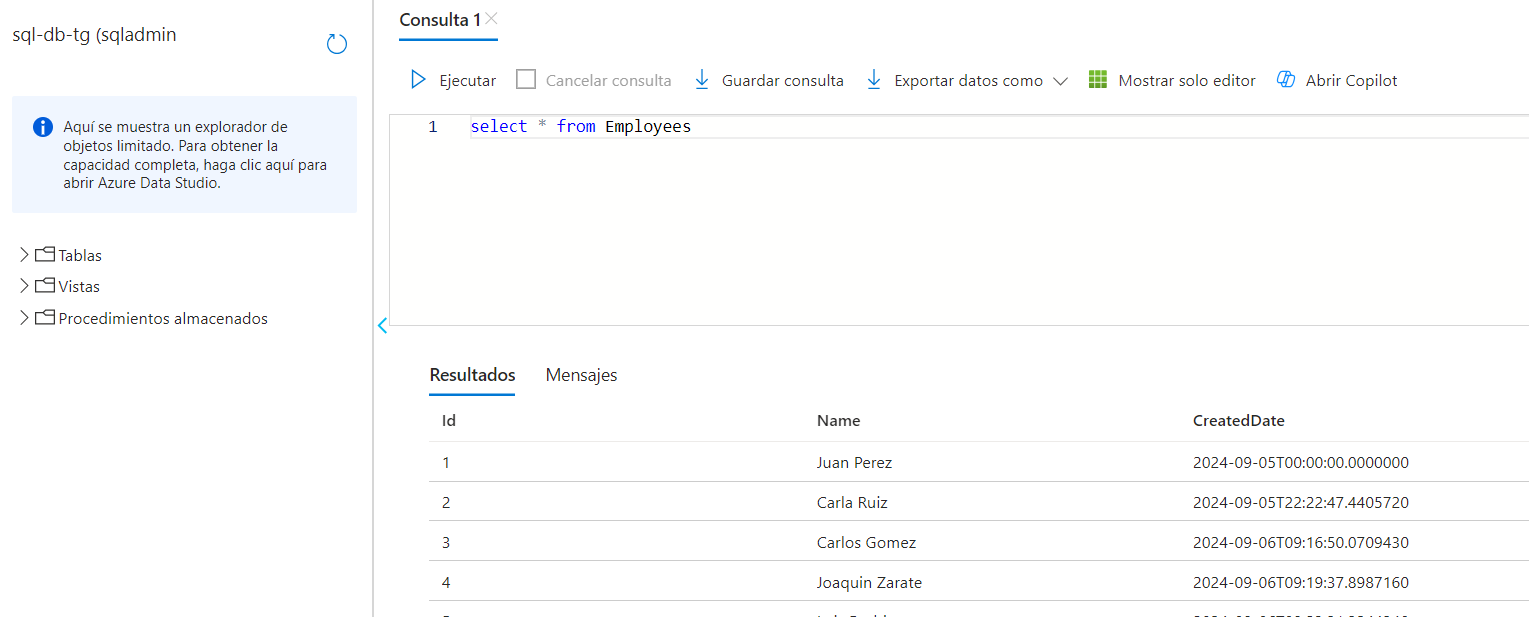 sql-db-tg (sqladmin
Aquí se muestra un explorador de
objetos limitado. Para obtener la
capacidad completa, haga clic aquí para
abrir Azure Data Studio.
Tablas
Vistas
Procedimientos almacenados
Consulta 1
Ejecutar Cancelar consulta Guardar consulta Exportar datos como Mostrar solo editor Abrir Copilot
1 select * from Employees
Resultados Mensajes
Id Name CreatedDate
1 Juan Perez 2024-09-05T00:00:00.0000000
2 Carla Ruiz 2024-09-05T22:22:47.4405720
3 Carlos Gomez 2024-09-06T09:16:50.0709430
4 Joaquin Zarate 2024-09-06T09:19:37.8987160